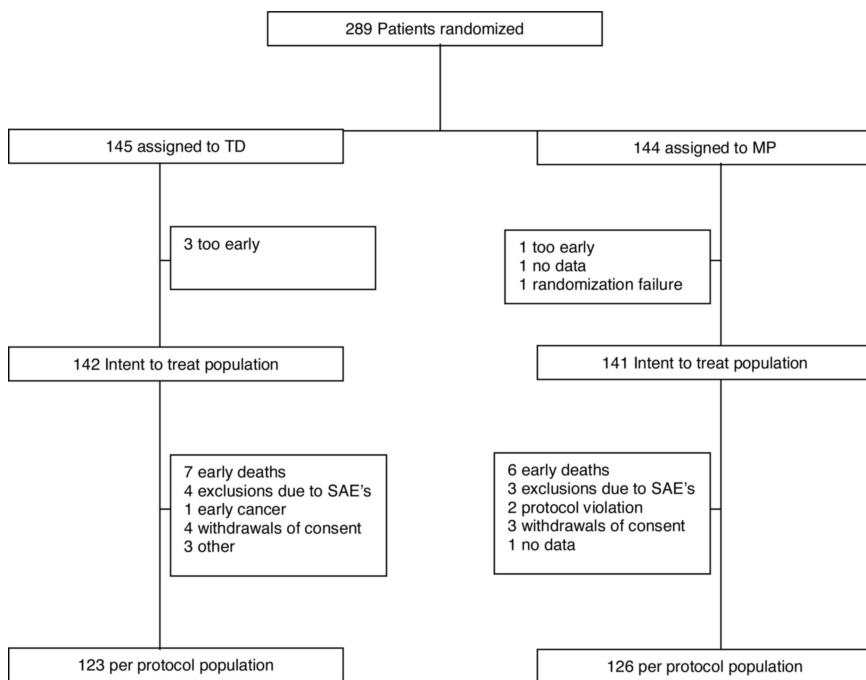 289 Patients randomized
145 assigned to TD
144 assigned to MP
3 too early
1 too early
1 no data
1 randomization failure
142 Intent to treat population
141 Intent to treat population
7 early deaths
4 exclusions due to SAE's
1 early cancer
4 withdrawals of consent
3 other
6 early deaths
3 exclusions due to SAE's
2 protocol violation
3 withdrawals of consent
1 no data
123 per protocol population
126 per protocol population